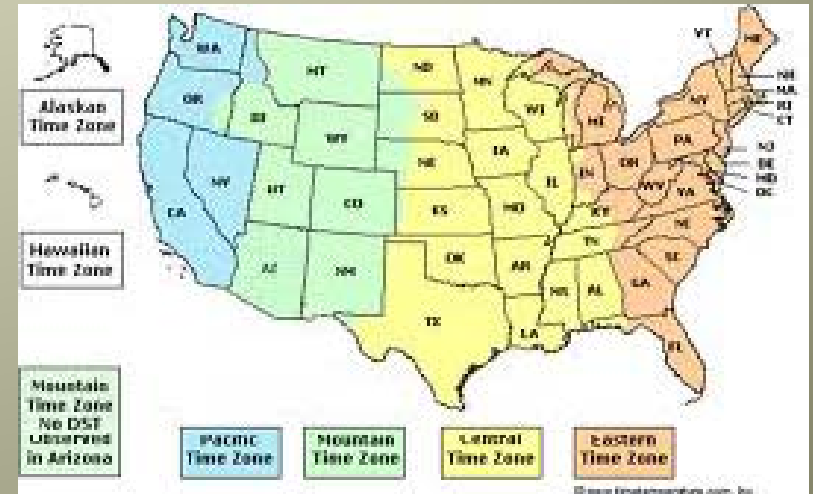 WA
MT
ND
MN
OR
ID
SD
WI
MI
NY
VT
ME
NH
MA
RI
CT
WY
NE
IA
PA
NJ
DE
MD
DC
NV
UT
CO
IL
IN
OH
WV
VA
CA
KS
MO
KY
NC
AZ
NM
OK
AR
TN
SC
TX
LA
MS
AL
GA
FL
Alaskan
Time Zone
Hawaiian
Time Zone
Mountain
Time Zone
No DST
Observed
in Arizona
Pacific
Time Zone
Mountain
Time Zone
Central
Time Zone
Eastern
Time Zone